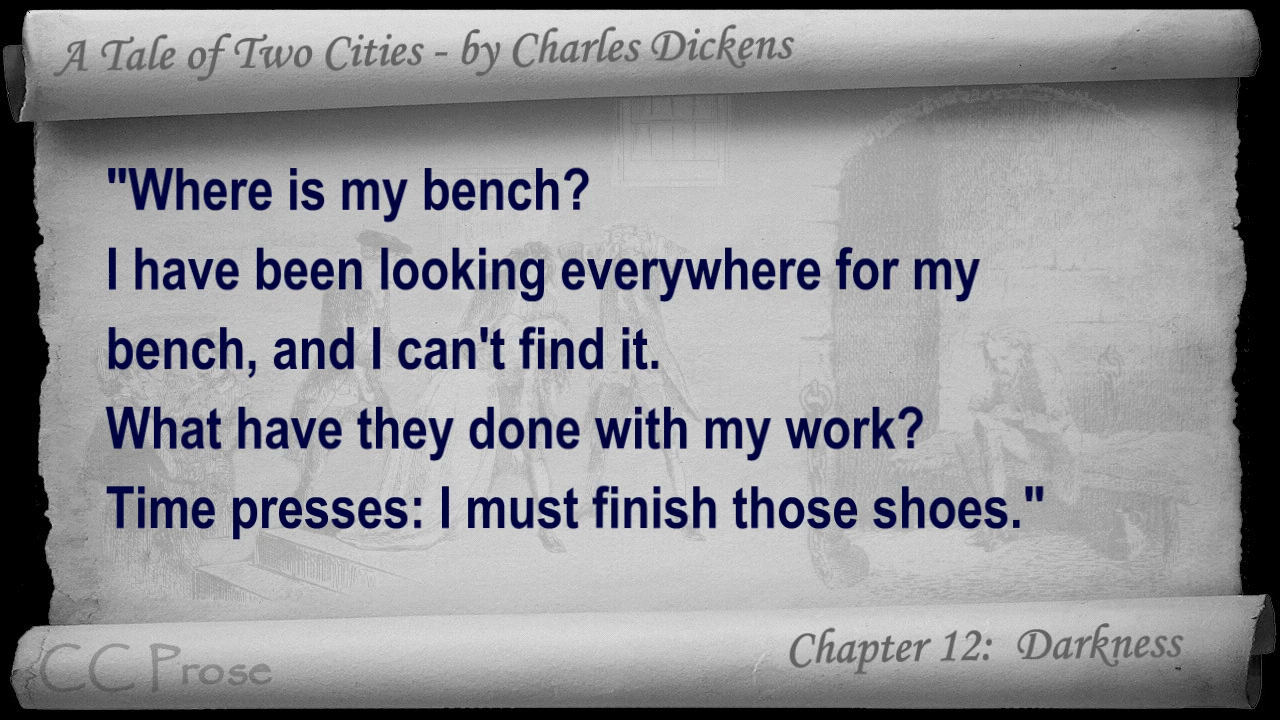 A Tale of Two Cities - by Charles Dickens
"Where is my bench?
I have been looking everywhere for my
bench, and I can't find it.
What have they done with my work?
Time presses: I must finish those shoes."
Chapter 12: Darkness
CC Prose